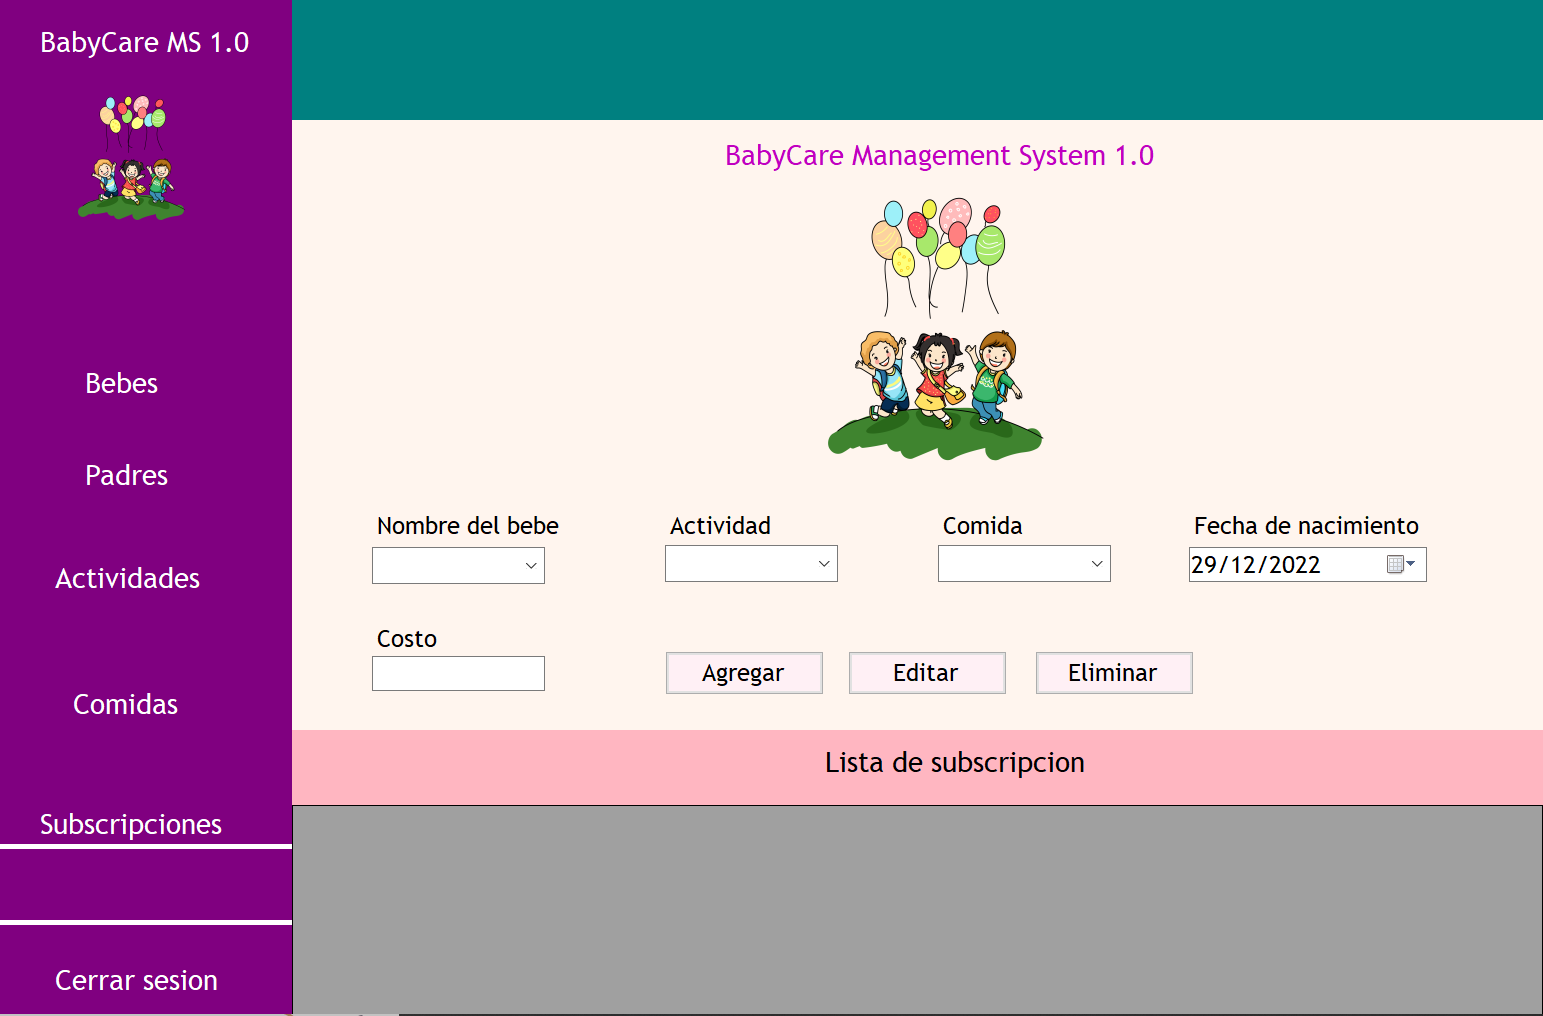 BabyCare MS 1.0
Bebes
Padres
Actividades
Comidas
Subscripciones
Cerrar sesion
BabyCare Management System 1.0
Nombre del bebe
Actividad
Comida
Fecha de nacimiento
29/12/2022
Costo
Agregar
Editar
Eliminar
Lista de subscripcion